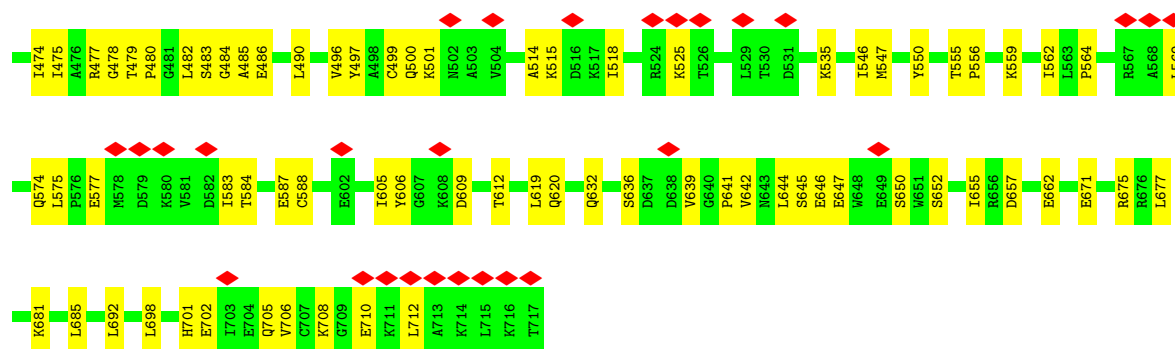 I474 I475 A476 R477 G478 T479 P480 G481 L482 S483 G484 A485 E486 L490 V496 Y497 A498 C499 Q500 K501 N502 A503 V504 A514 K515 D516 K517 I518 R524 K525 T526 L529 T530 D531 K535 I546 M547 Y550 T555 P556 K559 I562 L563 P564 R567 A568
Q574 L575 P576 E577 M578 D579 K580 V581 D582 I583 T584 E587 C588 E602 I605 Y606 G607 K608 D609 T612 L619 Q620 Q632 S636 D637 D638 V639 G640 P641 V642 N643 L644 S645 E646 E647 W648 E649 S650 W651 S652 I655 R656 D657 E662 E671 R675 R676 L677
K681 L685 L692 L698 H701 E702 I703 E704 Q705 V706 C707 K708 G709 E710 K711 L712 A713 K714 L715 K716 T717